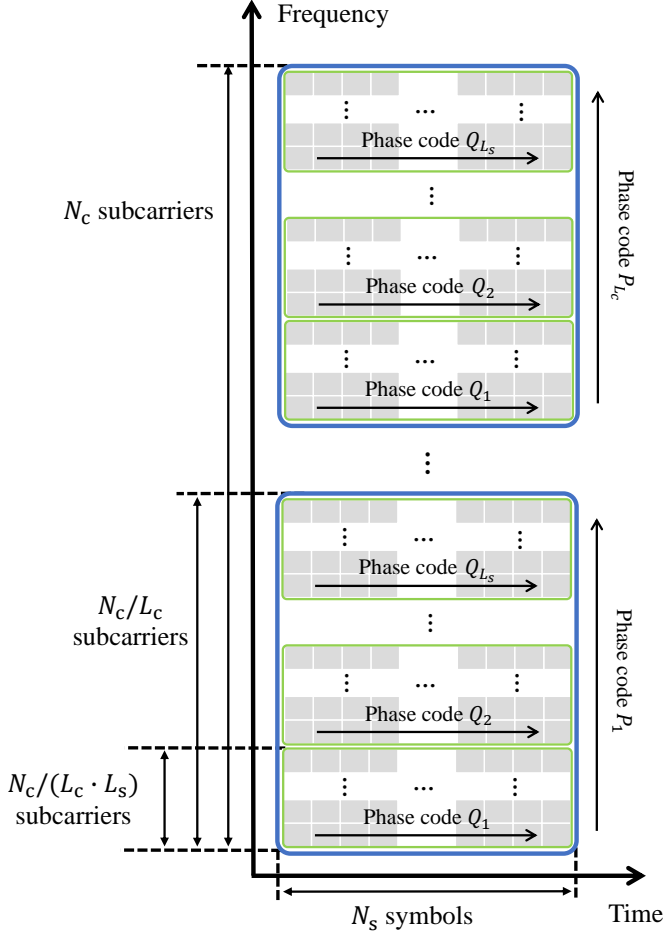 Frequency
Phase code Q_{L_s}
Phase code P_{L_c}
N_c subcarriers
Phase code Q_2
Phase code Q_1
Phase code Q_{L_s}
N_c/L_c
subcarriers
Phase code P_1
Phase code Q_2
N_c/(L_c · L_s)
subcarriers
Phase code Q_1
N_s symbols
Time